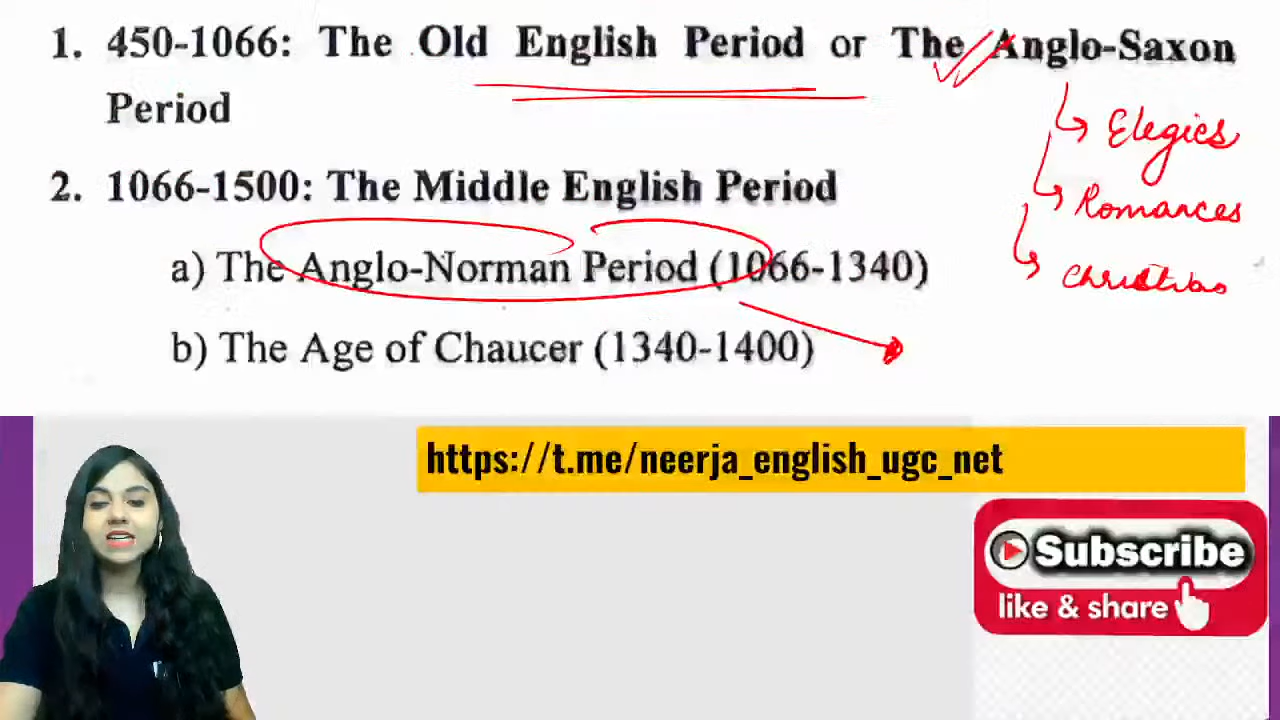 1. 450-1066: The Old English Period or The Anglo-Saxon
Period
Elegies
2. 1066-1500: The Middle English Period
Romances
a) The Anglo-Norman Period (1066-1340)
b) The Age of Chaucer (1340-1400)
https://t.me/neerja_english_ugc_net
Subscribe
like & share